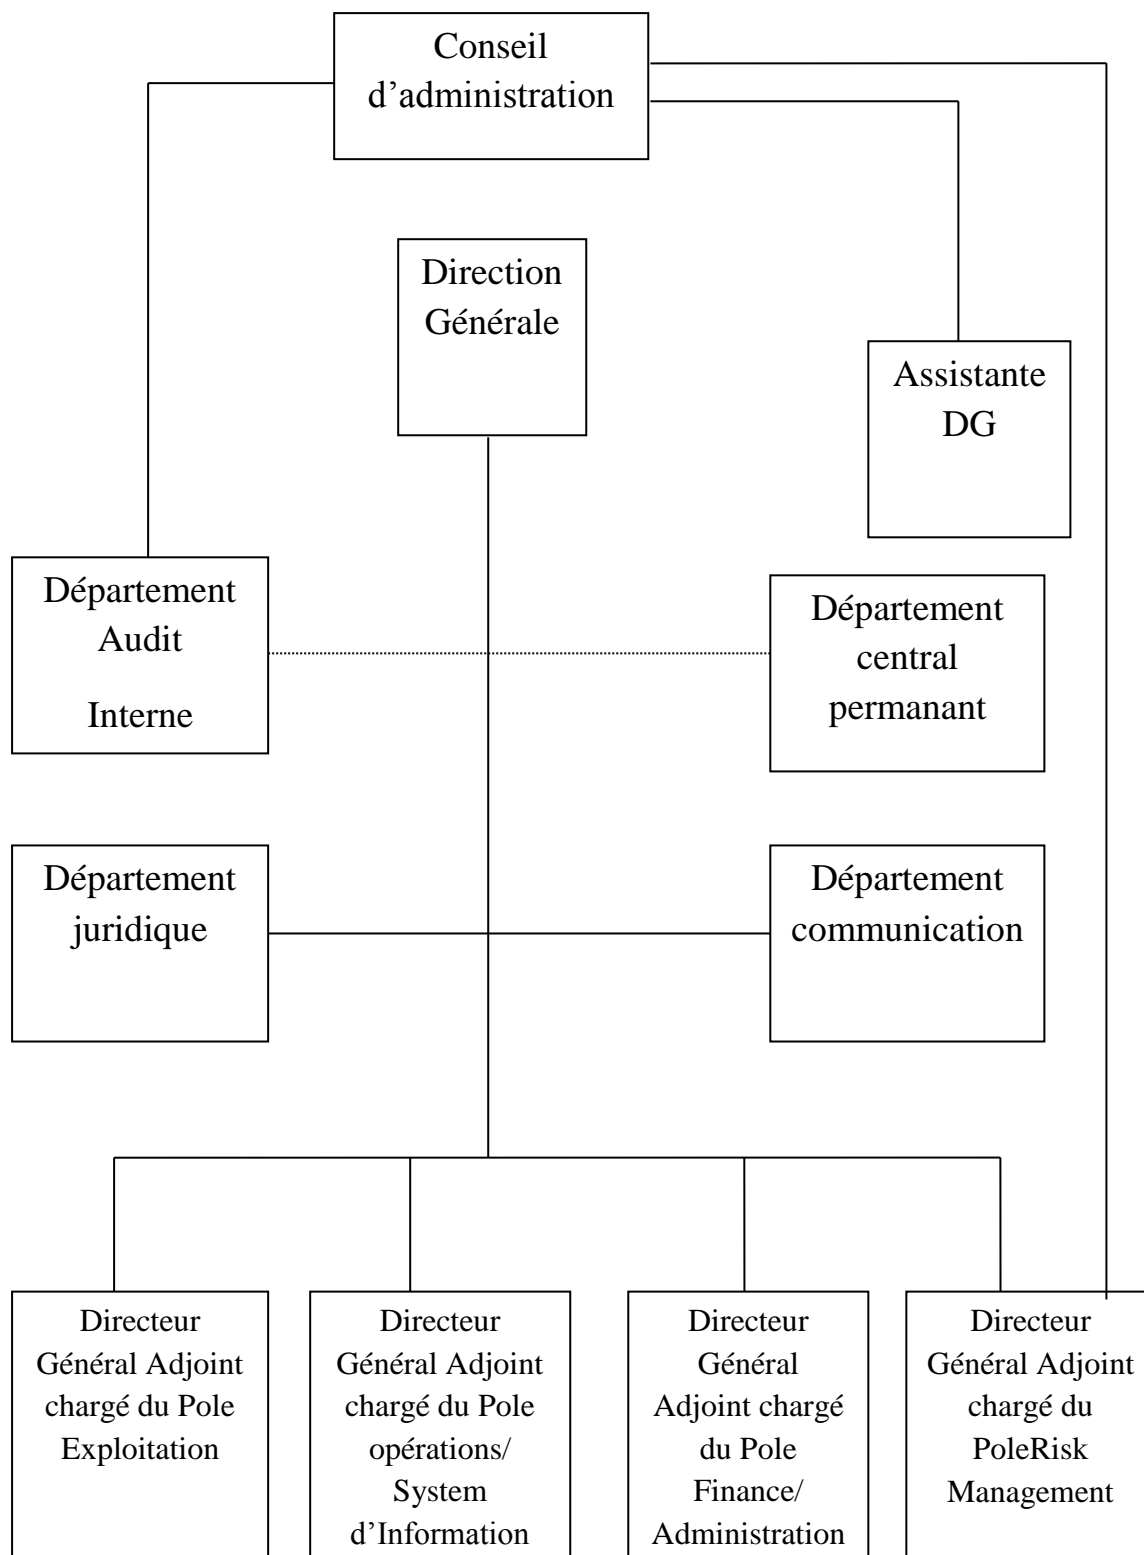 Conseil
d’administration
Direction
Générale
Assistante
DG
Département
Audit
Interne
Département
central
permanant
Département
juridique
Département
communication
Directeur
Général Adjoint
chargé du Pole
Exploitation
Directeur
Général Adjoint
chargé du Pole
opérations/
System
d’Information
Directeur
Général
Adjoint chargé
du Pole
Finance/
Administration
Directeur
Général Adjoint
chargé du
PoleRisk
Management